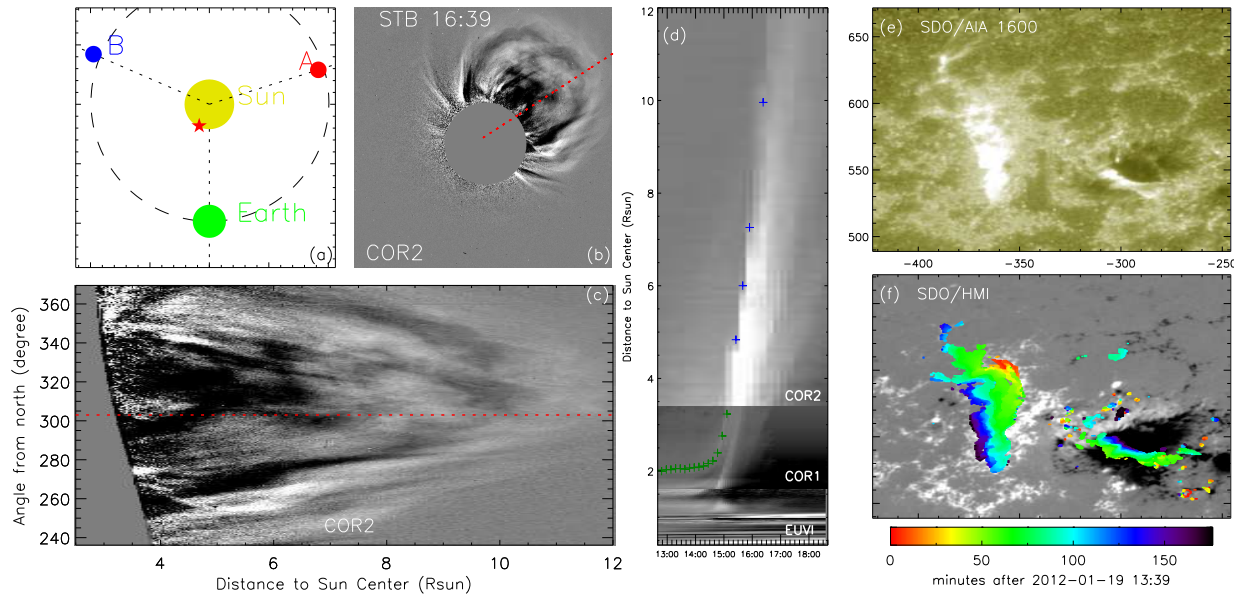 B
A
Sun
Earth
(a)
STB 16:39
COR2
(b)
(c)
370
360
340
320
300
280
260
240
Angle from north (degree)
COR2
4
6
8
10
12
Distance to Sun Center (Rsun)
(d)
12
10
8
6
4
2
Distance to Sun Center (Rsun)
COR2
COR1
EUVI
13:00
14:00
15:00
16:00
17:00
18:00
(e) SDO/AIA 1600
650
600
550
500
-400
-350
-300
-250
(f) SDO/HMI
0
50
100
150
minutes after 2012-01-19 13:39